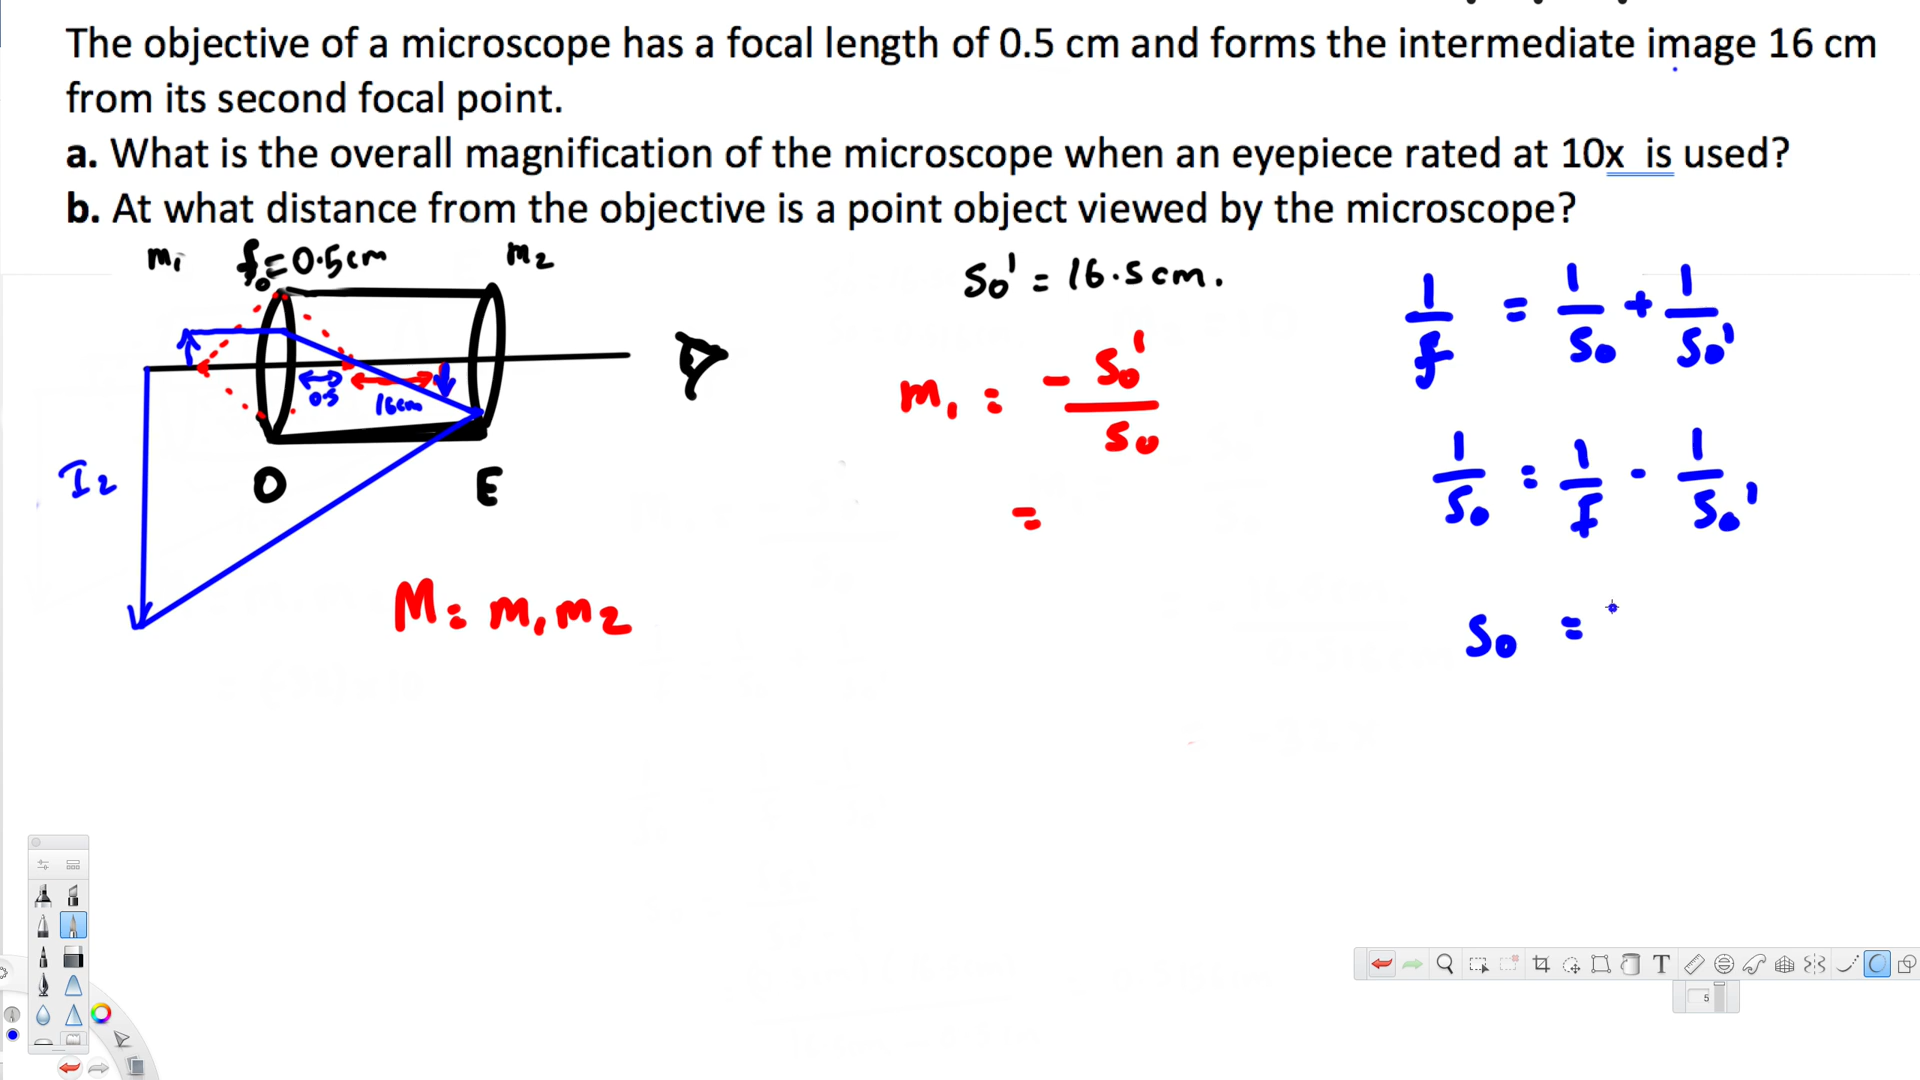 The objective of a microscope has a focal length of 0.5 cm and forms the intermediate image 16 cm
from its second focal point.
a. What is the overall magnification of the microscope when an eyepiece rated at 10x is used?
b. At what distance from the objective is a point object viewed by the microscope?
m₁ f₀=0.5cm m₂
0.5 16cm
I₂
O E
M = m₁m₂
S₀' = 16.5cm.
m₁ = - S₀'/S₀
=
1/f = 1/S₀ + 1/S₀'
1/S₀ = 1/f - 1/S₀'
S₀ =
T
5